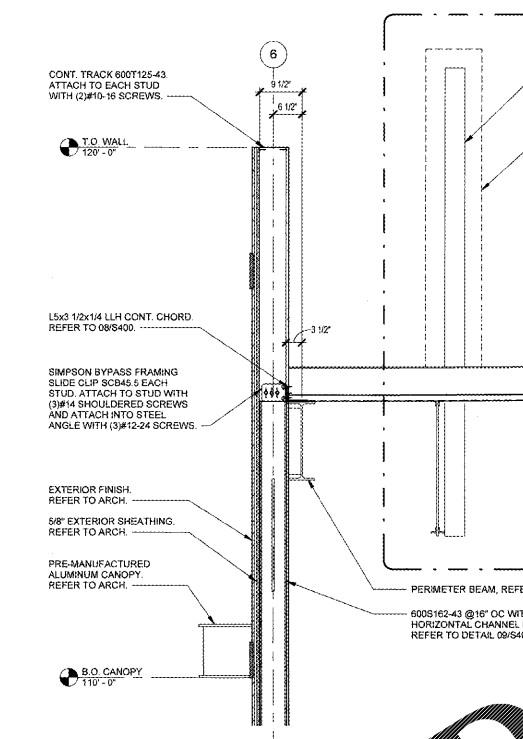 6
9 1/2"
6 1/2"
CONT. TRACK 600T125-43.
ATTACH TO EACH STUD
WITH (2)#10-16 SCREWS.
T.O. WALL
120' - 0"
L5x3 1/2x1/4 LLH CONT. CHORD.
REFER TO 08/S400.
3 1/2"
SIMPSON BYPASS FRAMING
SLIDE CLIP SCB45.5 EACH
STUD. ATTACH TO STUD WITH
(3)#14 SHOULDERED SCREWS
AND ATTACH INTO STEEL
ANGLE WITH (3)#12-24 SCREWS.
EXTERIOR FINISH.
REFER TO ARCH.
5/8" EXTERIOR SHEATHING.
REFER TO ARCH.
PRE-MANUFACTURED
ALUMINUM CANOPY.
REFER TO ARCH.
PERIMETER BEAM, REFE
600S162-43 @16" OC WIT
HORIZONTAL CHANNEL
REFER TO DETAIL 09/S40
B.O. CANOPY
110' - 0"